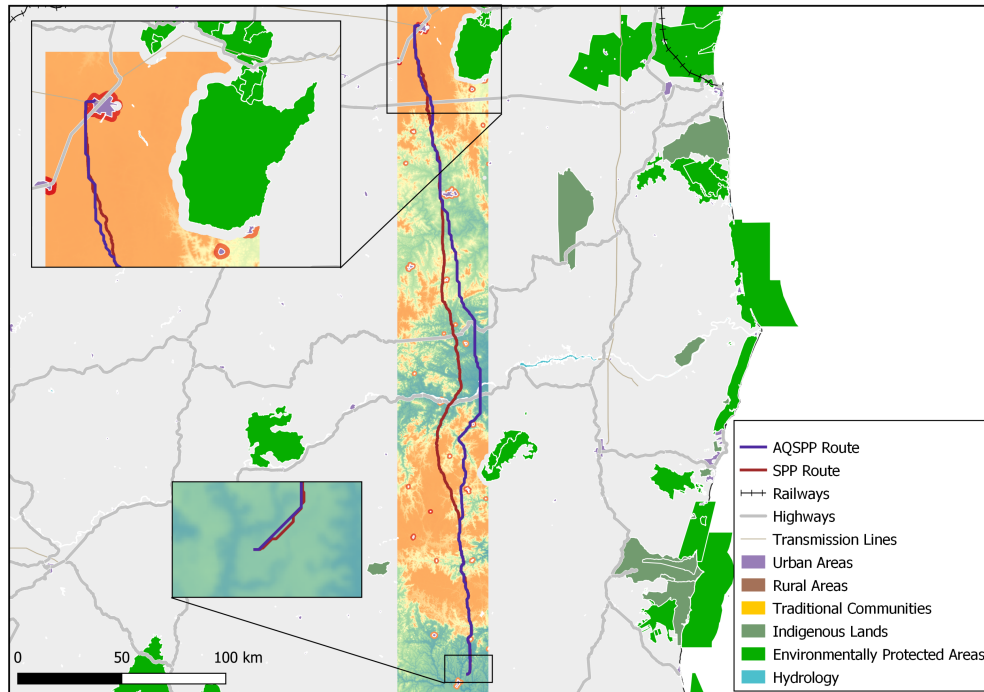 AQSPP Route
SPP Route
Railways
Highways
Transmission Lines
Urban Areas
Rural Areas
Traditional Communities
Indigenous Lands
Environmentally Protected Areas
Hydrology
0 50 100 km